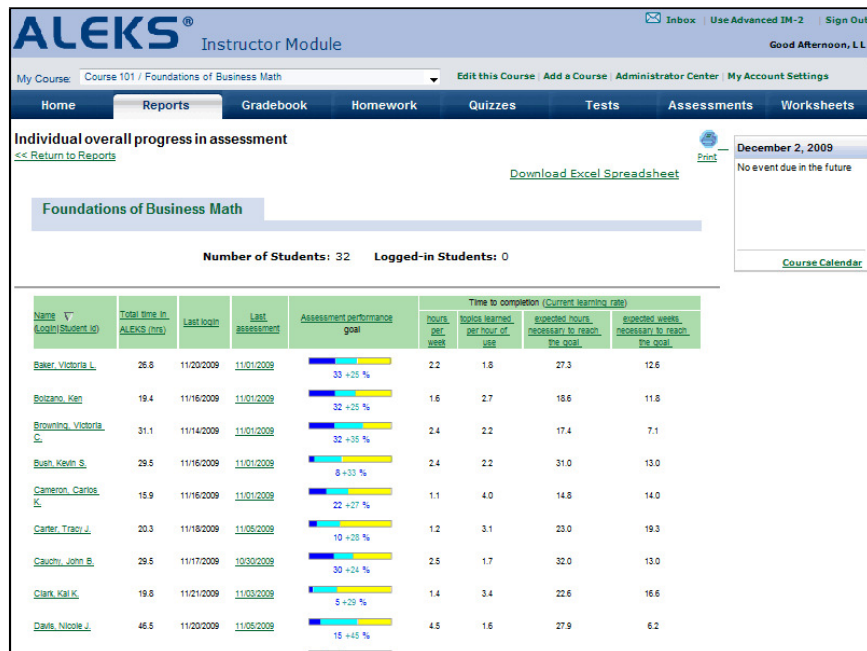 ALEKS® Instructor Module
Inbox | Use Advanced IM-2 | Sign Out
Good Afternoon, L L
My Course: Course 101 / Foundations of Business Math
Edit this Course | Add a Course | Administrator Center | My Account Settings
Home Reports Gradebook Homework Quizzes Tests Assessments Worksheets
Individual overall progress in assessment
<< Return to Reports
Print
Download Excel Spreadsheet
December 2, 2009
No event due in the future
Course Calendar
Foundations of Business Math
Number of Students: 32 Logged-in Students: 0
Time to completion (Current learning rate)
Name
(Login|Student Id)
Total time in
ALEKS (hrs)
Last login
Last
assessment
Assessment performance
goal
hours
per
week
topics learned
per hour of
use
expected hours
necessary to reach
the goal
expected weeks
necessary to reach
the goal
Baker, Victoria L. 26.8 11/20/2009 11/01/2009 33 +25 % 2.2 1.8 27.3 12.6
Bolzano, Ken 19.4 11/16/2009 11/01/2009 32 +25 % 1.6 2.7 18.6 11.8
Browning, Victoria
C. 31.1 11/14/2009 11/01/2009 32 +35 % 2.4 2.2 17.4 7.1
Bush, Kevin S. 29.5 11/16/2009 11/01/2009 8 +33 % 2.4 2.2 31.0 13.0
Cameron, Carlos
K. 15.9 11/16/2009 11/01/2009 22 +27 % 1.1 4.0 14.8 14.0
Carter, Tracy J. 20.3 11/18/2009 11/05/2009 10 +28 % 1.2 3.1 23.0 19.3
Cauchy, John B. 29.5 11/17/2009 10/30/2009 30 +24 % 2.5 1.7 32.0 13.0
Clark, Kal K. 19.8 11/21/2009 11/03/2009 5 +29 % 1.4 3.4 22.6 16.6
Davis, Nicole J. 46.5 11/20/2009 11/05/2009 15 +45 % 4.5 1.6 27.9 6.2